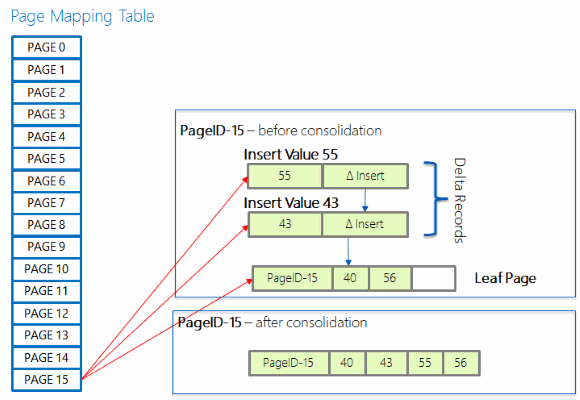 Page Mapping Table
PAGE 0
PAGE 1
PAGE 2
PAGE 3
PAGE 4
PAGE 5
PAGE 6
PAGE 7
PAGE 8
PAGE 9
PAGE 10
PAGE 11
PAGE 12
PAGE 13
PAGE 14
PAGE 15
PageID-15 – before consolidation
Insert Value 55
55 Δ Insert
Insert Value 43
43 Δ Insert
Delta Records
PageID-15 40 56
Leaf Page
PageID-15 – after consolidation
PageID-15 40 43 55 56